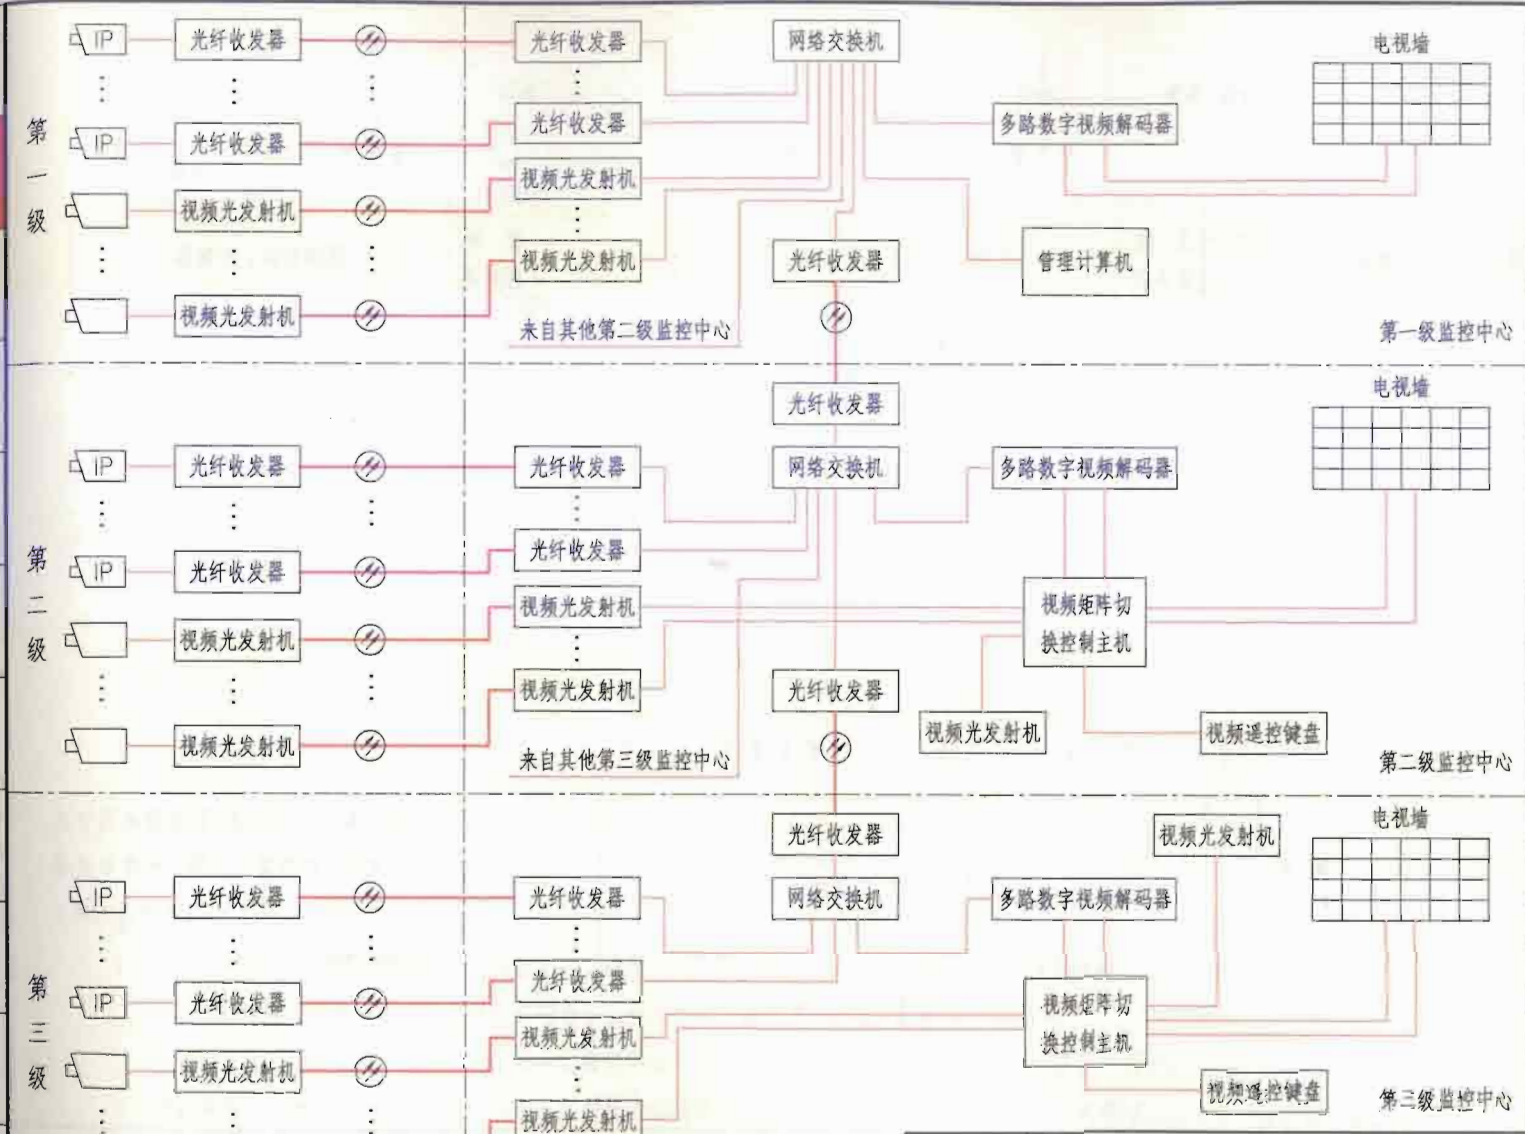 IP 光纤收发器 光纤收发器 网络交换机 电视墙
IP 光纤收发器 光纤收发器 多路数字视频解码器
第一级
视频光发射机 视频光发射机
视频光发射机 光纤收发器 管理计算机
视频光发射机 来自其他第二级监控中心 第一级监控中心
光纤收发器 电视墙
IP 光纤收发器 光纤收发器 网络交换机 多路数字视频解码器
IP 光纤收发器 光纤收发器
第二级
视频光发射机 视频光发射机 视频矩阵切
换控制主机
视频光发射机 光纤收发器
视频光发射机 视频遥控键盘
视频光发射机 来自其他第三级监控中心 第二级监控中心
光纤收发器 视频光发射机 电视墙
IP 光纤收发器 光纤收发器 网络交换机 多路数字视频解码器
IP 光纤收发器 光纤收发器 视频矩阵切
第三级
视频光发射机 换控制主机
视频光发射机 视频遥控键盘 第三级监控中心
视频光发射机